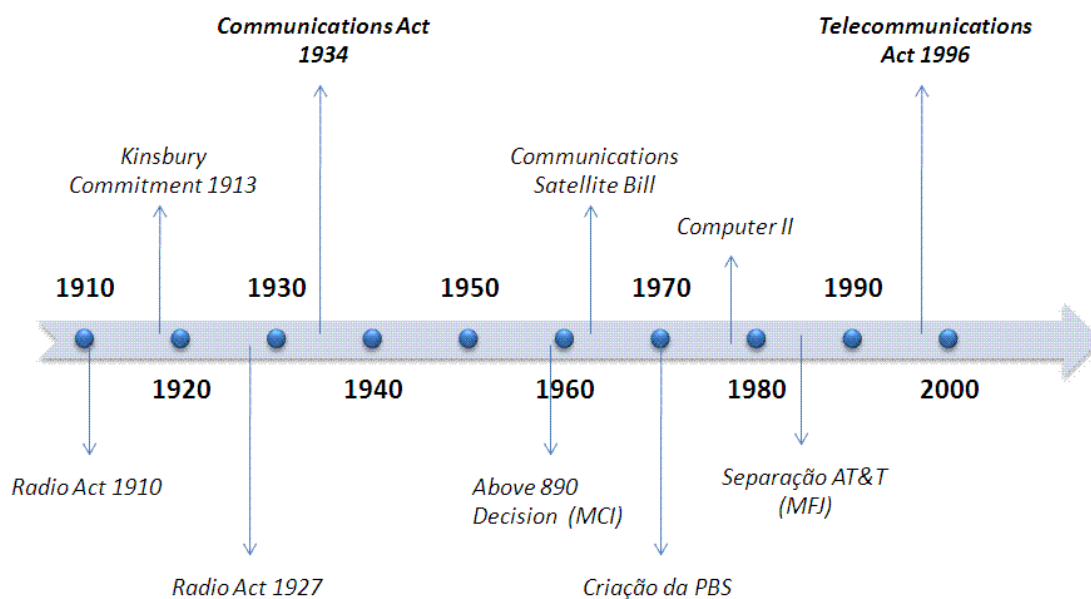 Communications Act
1934
Telecommunications
Act 1996
Kinsbury
Commitment 1913
Communications
Satellite Bill
Computer II
1910
1930
1950
1970
1990
1920
1940
1960
1980
2000
Radio Act 1910
Above 890
Decision (MCI)
Separação AT&T
(MFJ)
Radio Act 1927
Criação da PBS